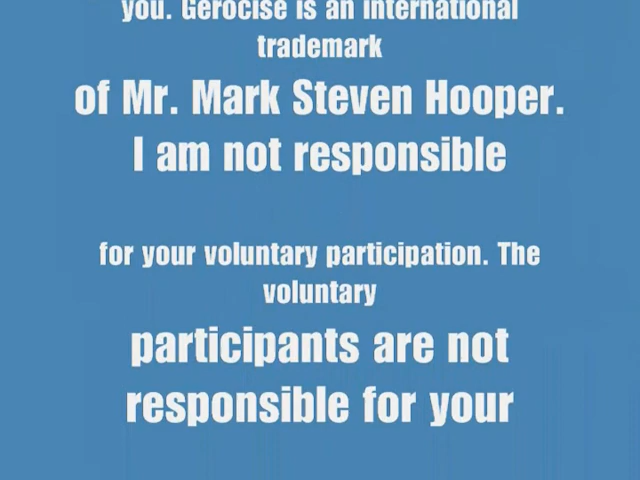 you. Gerocise is an international
trademark
of Mr. Mark Steven Hooper.
I am not responsible
for your voluntary participation. The
voluntary
participants are not
responsible for your